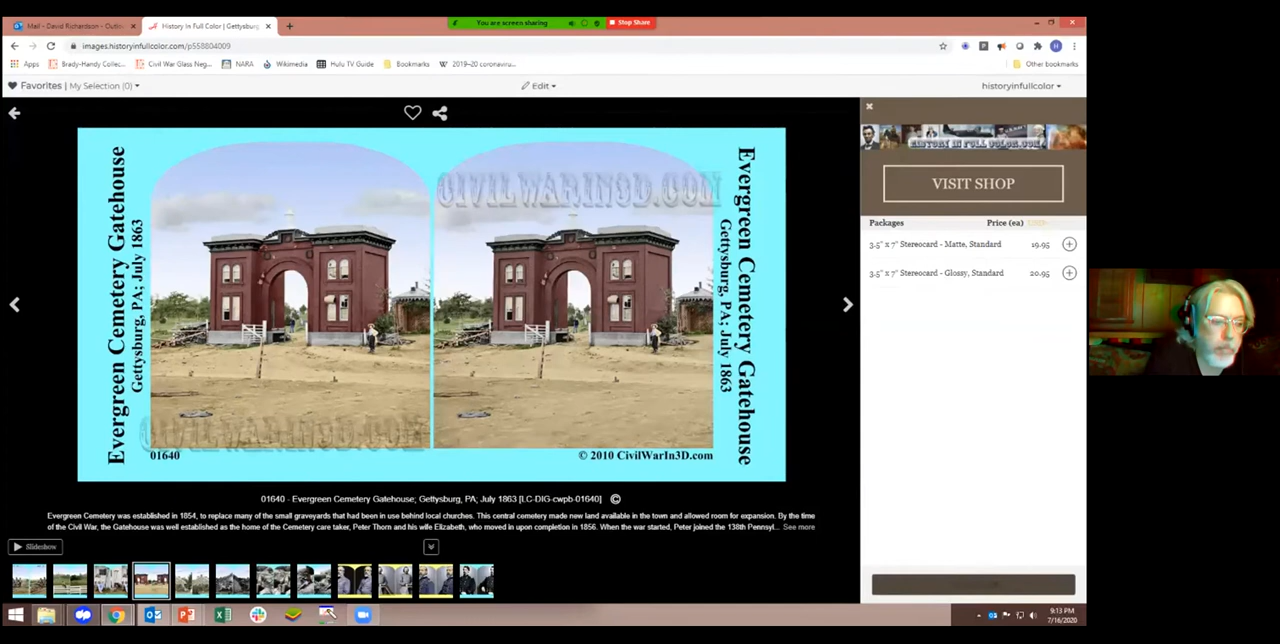 Mail - David Richardson - Outlo
History In Full Color | Gettysburg
You are screen sharing
Stop Share
images.historyinfullcolor.com/p558804009
Apps
Brady-Handy Collec...
Civil War Glass Neg...
NARA
Wikimedia
Hulu TV Guide
Bookmarks
2019–20 coronaviru...
Other bookmarks
Favorites | My Selection (0)
Edit
historyinfullcolor
HISTORY IN FULL COLOR.COM
VISIT SHOP
Packages Price (ea) USD
3.5" x 7" Stereocard - Matte, Standard 19.95
3.5" x 7" Stereocard - Glossy, Standard 20.95
Evergreen Cemetery Gatehouse
Gettysburg, PA; July 1863
CIVILWARIN3D.COM
CIVILWARIN3D.COM
Evergreen Cemetery Gatehouse
Gettysburg, PA; July 1863
01640
© 2010 CivilWarIn3D.com
01640 - Evergreen Cemetery Gatehouse; Gettysburg, PA; July 1863 [LC-DIG-cwpb-01640] ©
Evergreen Cemetery was established in 1854, to replace many of the small graveyards that had been in use behind local churches. This central cemetery made new land available in the town and allowed room for expansion. By the time
of the Civil War, the Gatehouse was well established as the home of the Cemetery care taker, Peter Thorn and his wife Elizabeth, who moved in upon completion in 1856. When the war started, Peter joined the 138th Pennsyl... See more
Slideshow
9:13 PM
7/16/2020